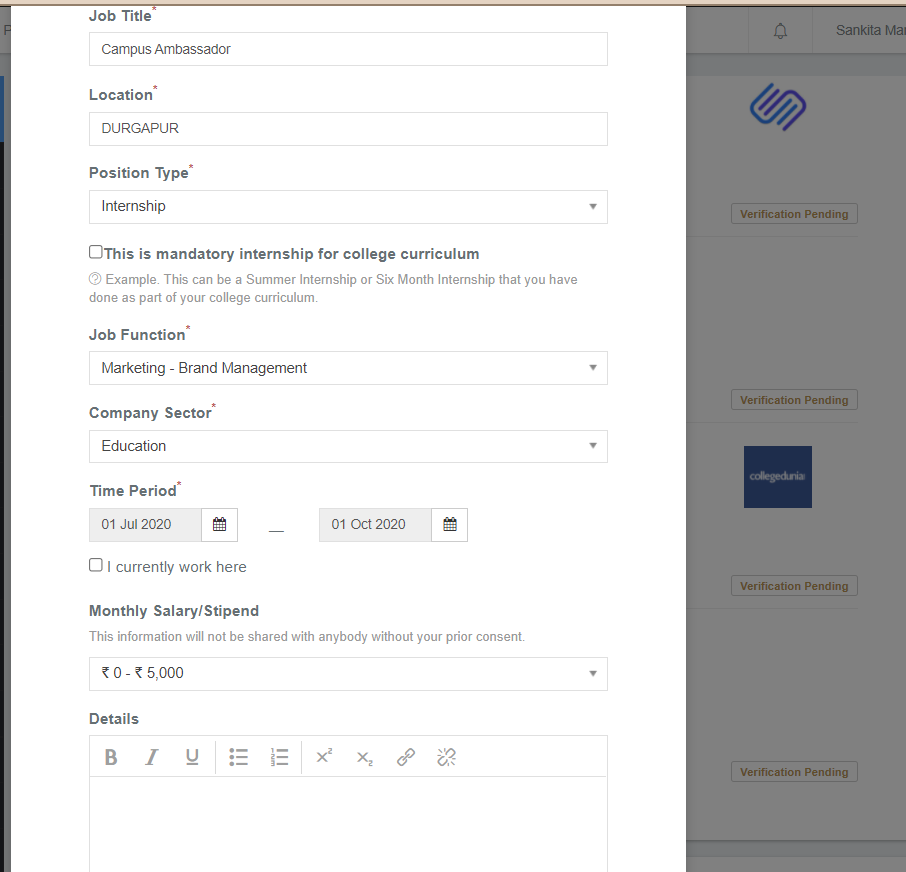 Job Title*
Campus Ambassador
Location*
DURGAPUR
Position Type*
Internship
This is mandatory internship for college curriculum
Example. This can be a Summer Internship or Six Month Internship that you have
done as part of your college curriculum.
Job Function*
Marketing - Brand Management
Company Sector*
Education
Time Period*
01 Jul 2020 — 01 Oct 2020
I currently work here
Monthly Salary/Stipend
This information will not be shared with anybody without your prior consent.
₹ 0 - ₹ 5,000
Details
B I U x² x₂
Sankita
Verification Pending
Verification Pending
collegedunia
Verification Pending
Verification Pending